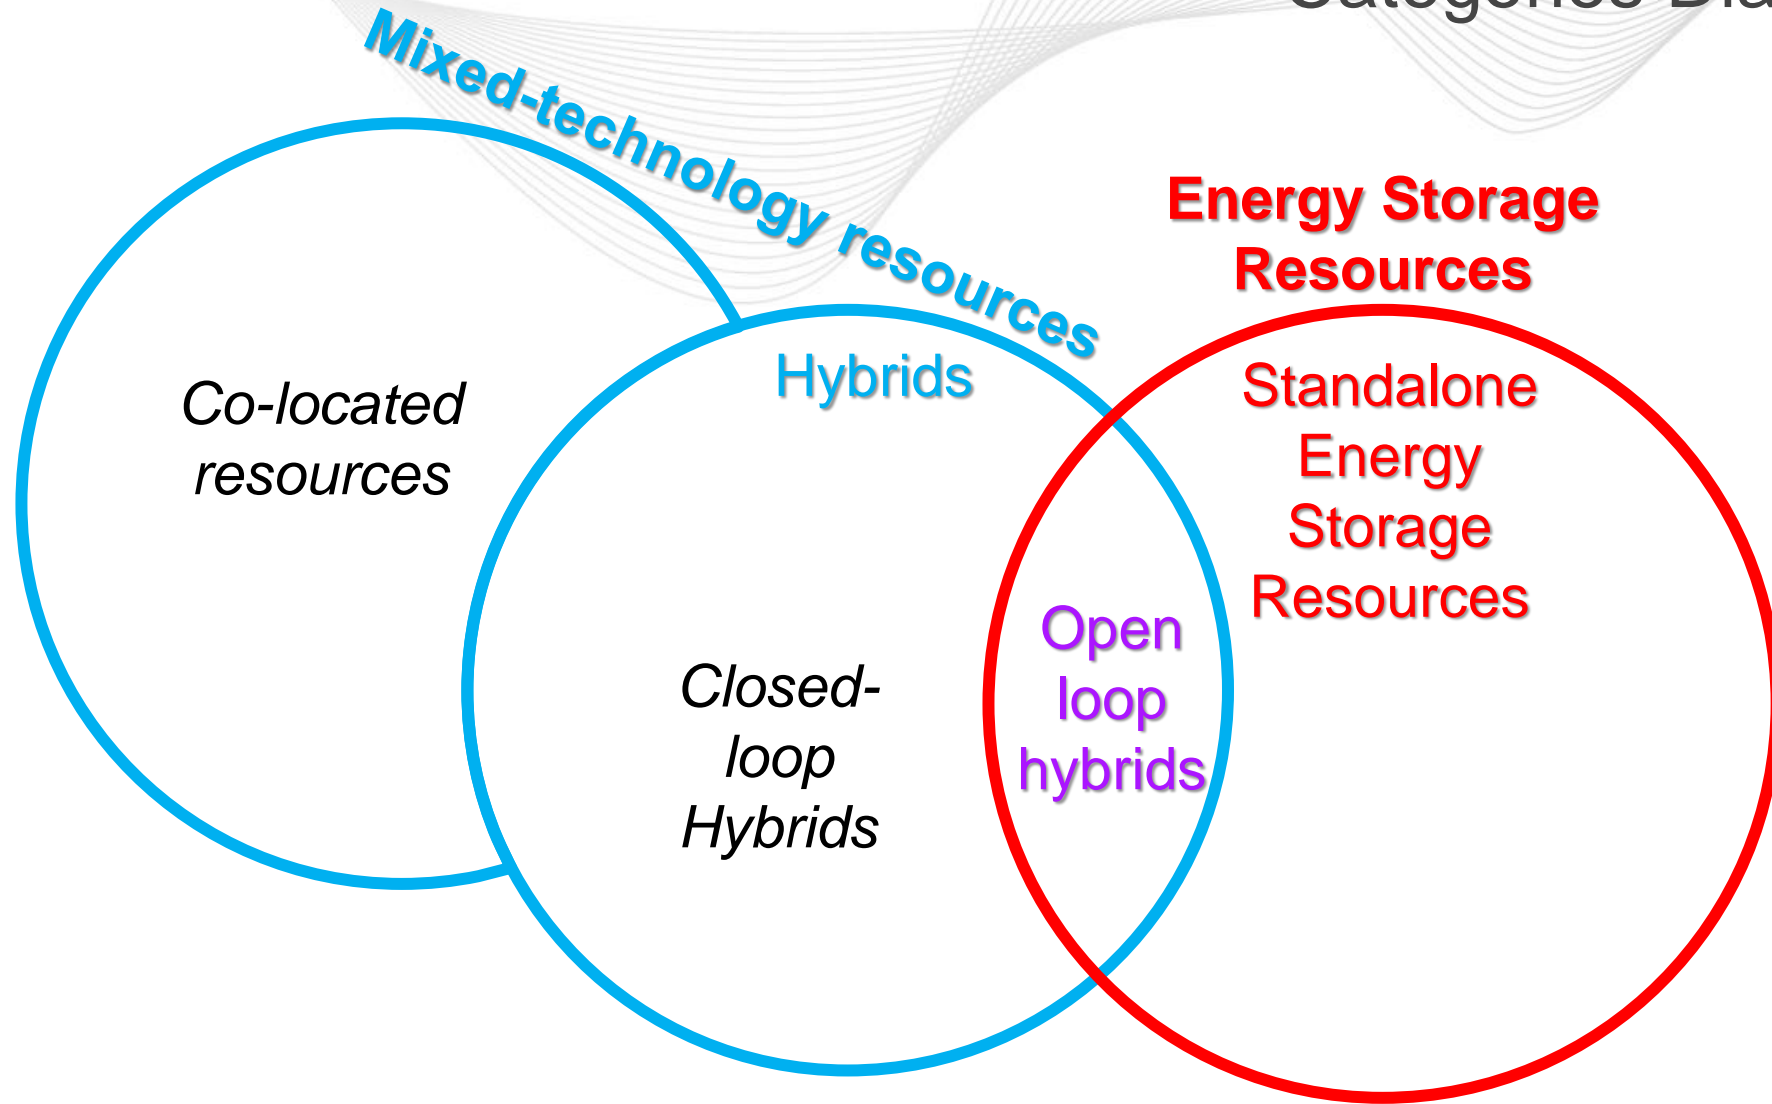 Mixed-technology resources
Energy Storage
Resources
Co-located
resources
Hybrids
Standalone
Energy
Storage
Resources
Closed-
loop
Hybrids
Open
loop
hybrids